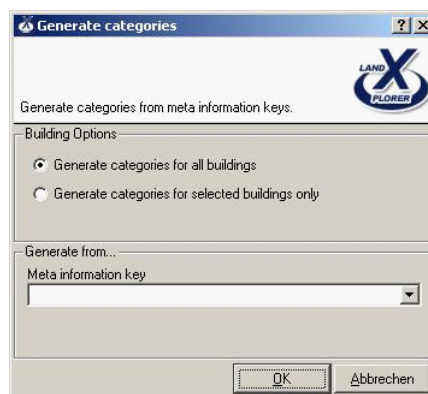 Generate categories
LAND
X
PLORER
Generate categories from meta information keys.
Building Options
Generate categories for all buildings
Generate categories for selected buildings only
Generate from...
Meta information key
OK
Abbrechen